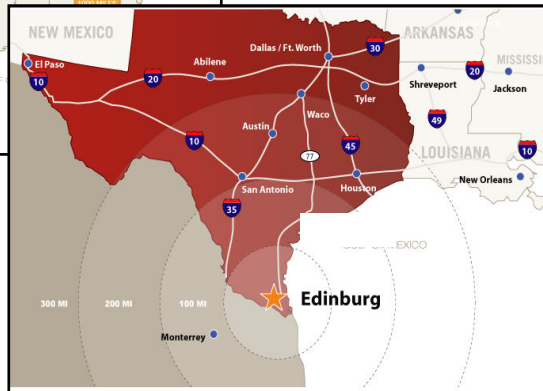 NEW MEXICO
ARKANSAS
MISSISSI
Dallas / Ft. Worth
30
El Paso
Abilene
20
10
20
Tyler
Shreveport
Jackson
Waco
49
Austin
10
77
45
LOUISIANA
10
San Antonio
Houston
New Orleans
35
EXICO
300 MI
200 MI
100 MI
Edinburg
Monterrey